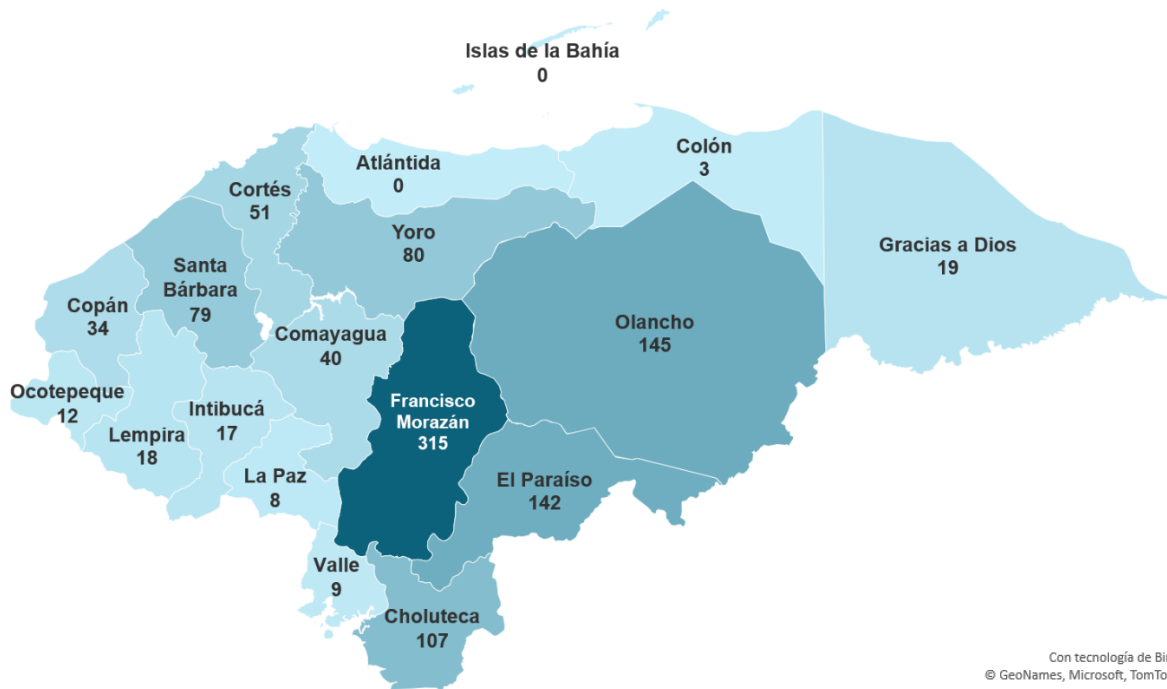 Islas de la Bahía
0
Atlántida
0
Colón
3
Cortés
51
Yoro
80
Gracias a Dios
19
Santa
Bárbara
79
Copán
34
Olancho
145
Comayagua
40
Ocotepeque
12
Francisco
Morazán
315
Intibucá
17
Lempira
18
La Paz
8
El Paraíso
142
Valle
9
Choluteca
107
Con tecnología de
© GeoNames, Microsoft,